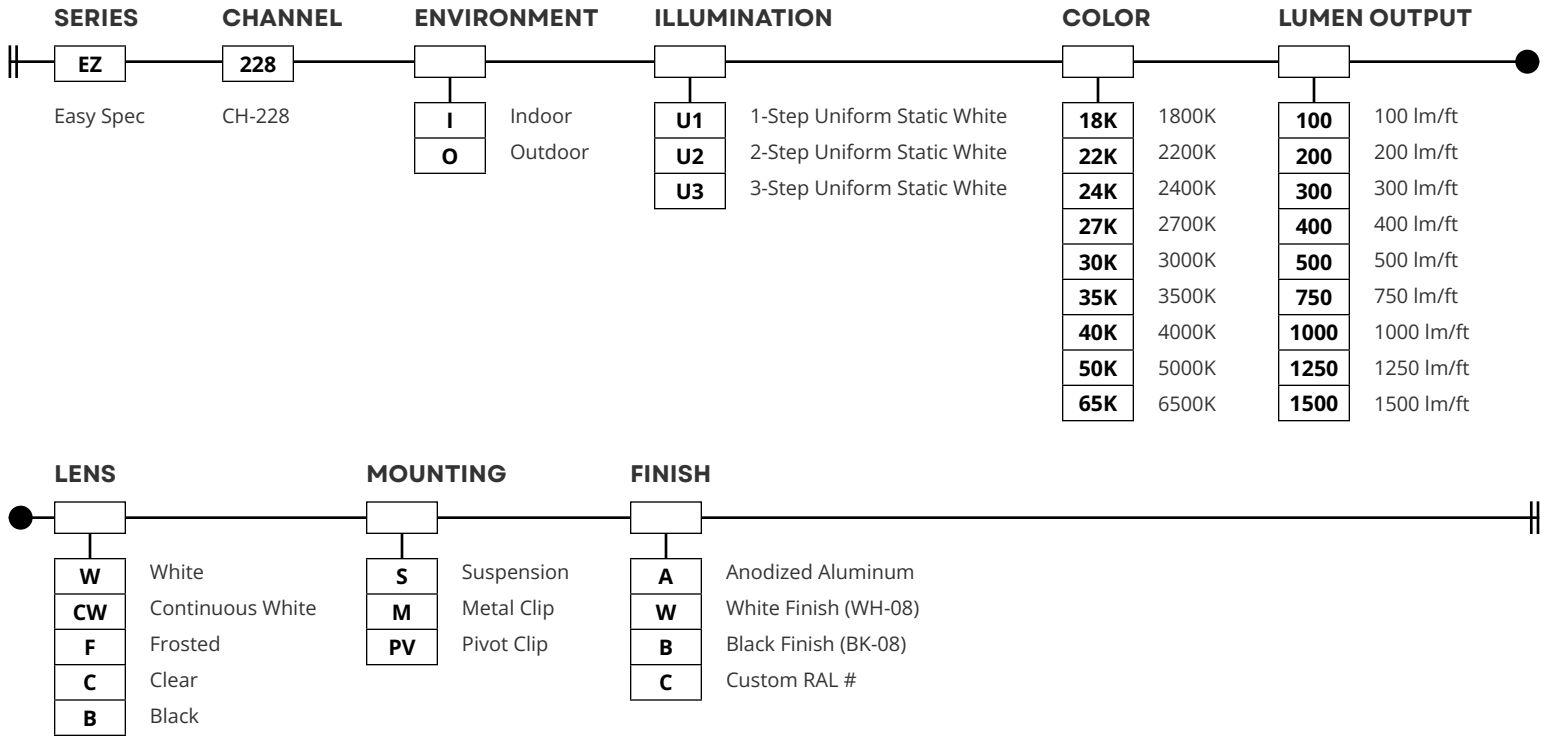 SERIES CHANNEL ENVIRONMENT ILLUMINATION COLOR LUMEN OUTPUT
EZ 228
Easy Spec CH-228 I Indoor U1 1-Step Uniform Static White 18K 1800K 100 100 lm/ft
O Outdoor U2 2-Step Uniform Static White 22K 2200K 200 200 lm/ft
U3 3-Step Uniform Static White 24K 2400K 300 300 lm/ft
27K 2700K 400 400 lm/ft
30K 3000K 500 500 lm/ft
35K 3500K 750 750 lm/ft
40K 4000K 1000 1000 lm/ft
50K 5000K 1250 1250 lm/ft
65K 6500K 1500 1500 lm/ft
LENS MOUNTING FINISH
W White S Suspension A Anodized Aluminum
CW Continuous White M Metal Clip W White Finish (WH-08)
F Frosted PV Pivot Clip B Black Finish (BK-08)
C Clear C Custom RAL #
B Black